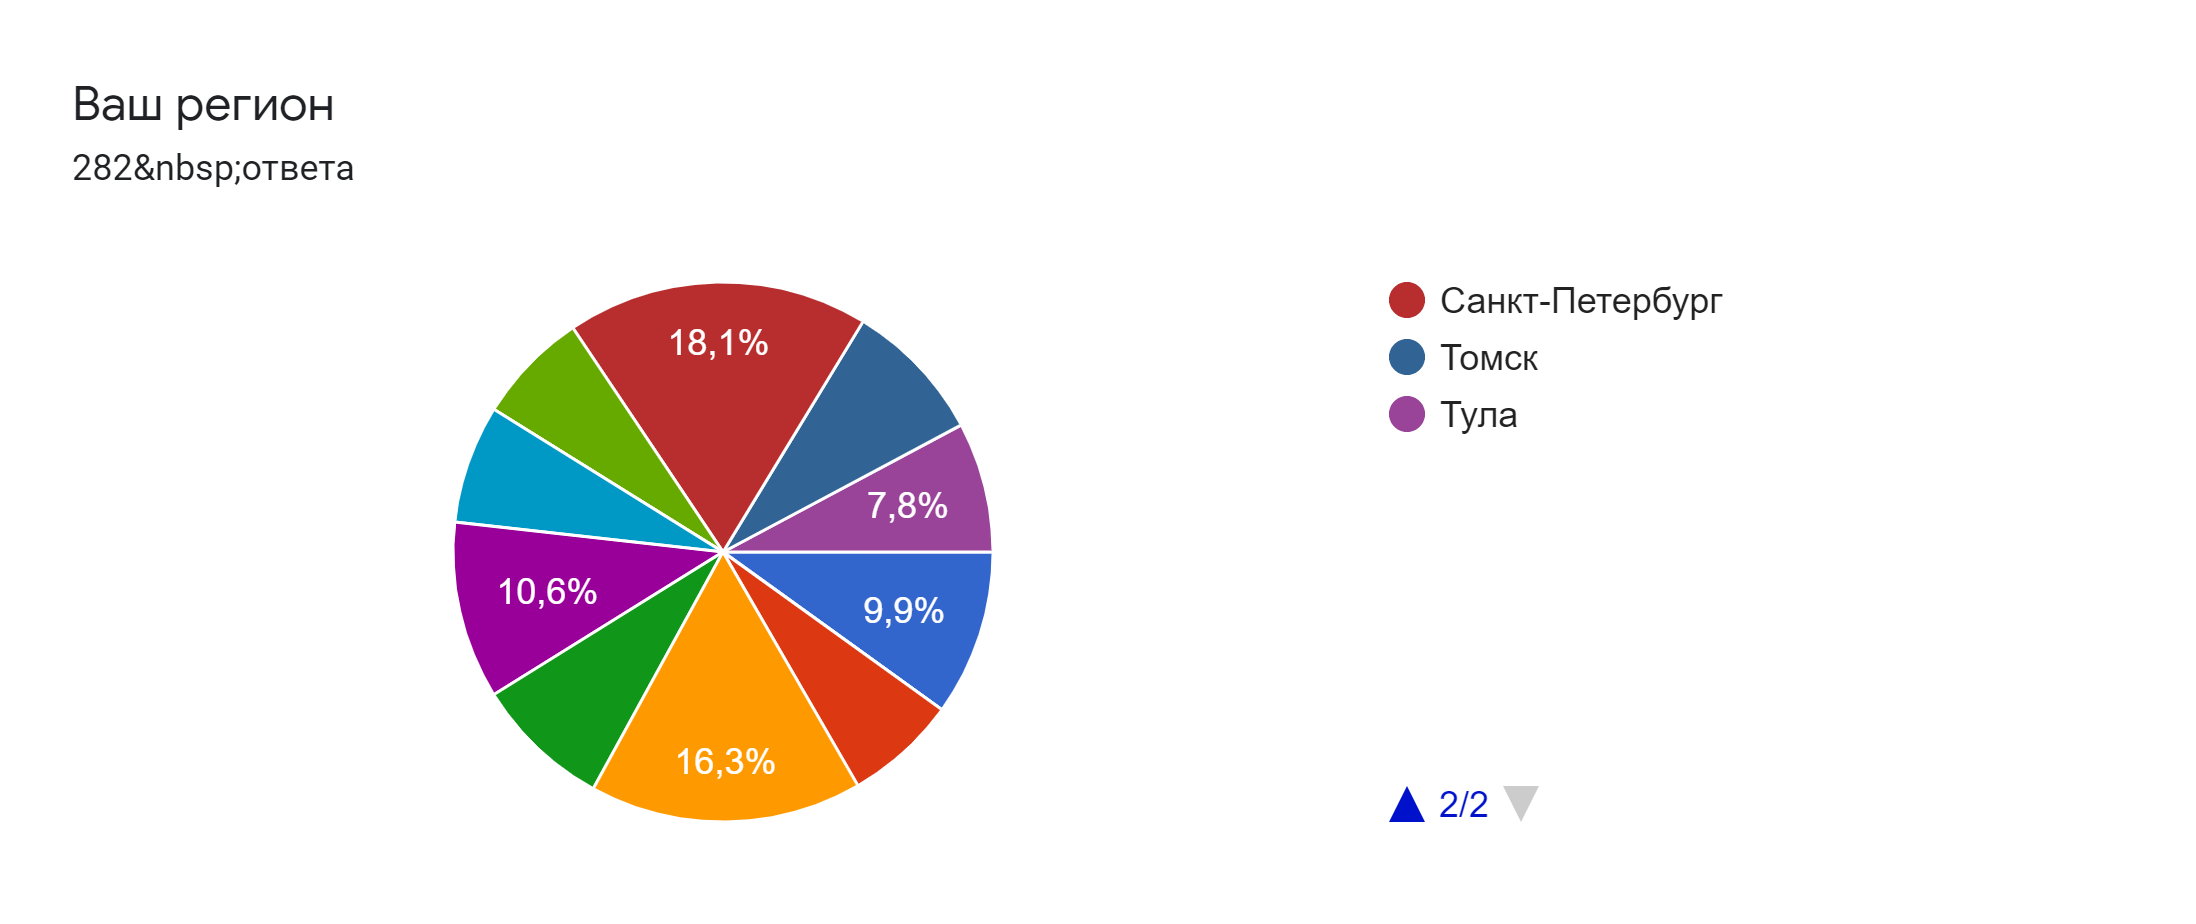 Ваш регион
282&nbsp;ответа
18,1%
7,8%
9,9%
16,3%
10,6%
Санкт-Петербург
Томск
Тула
2/2